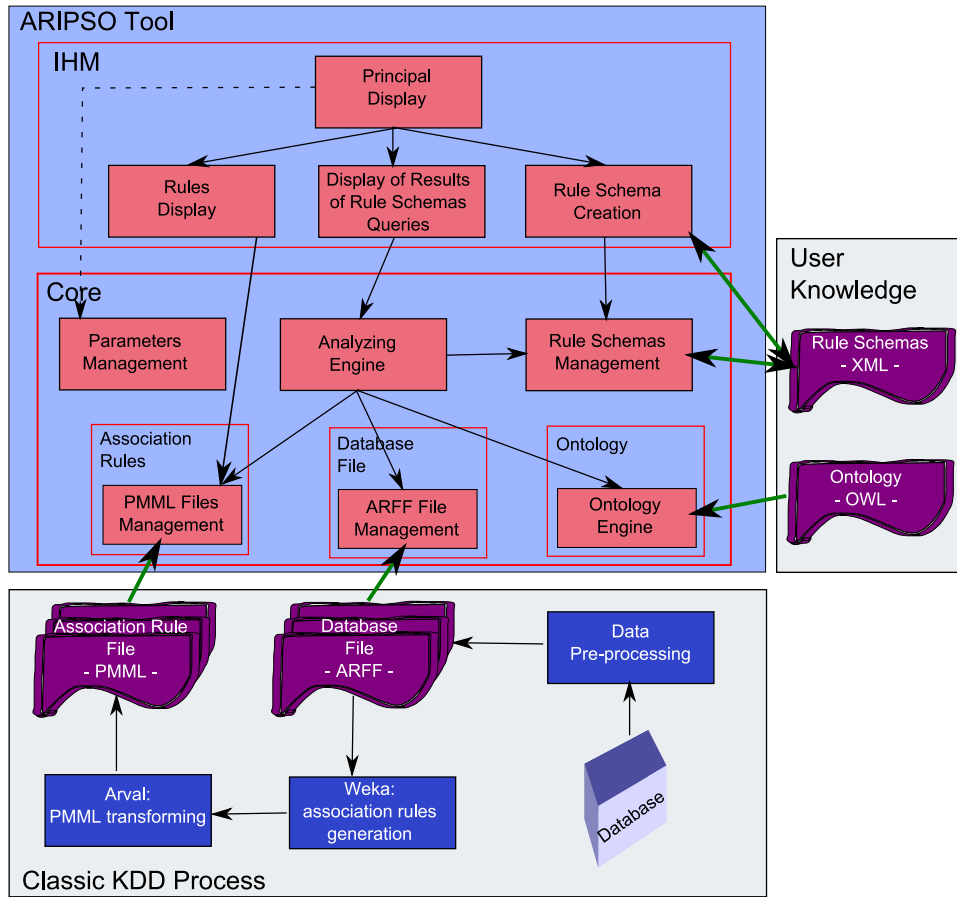 ARIPSO Tool
IHM
Principal
Display
Rules
Display
Display of Results
of Rule Schemas
Queries
Rule Schema
Creation
Core
Parameters
Management
Analyzing
Engine
Rule Schemas
Management
Association
Rules
PMML Files
Management
Database
File
ARFF File
Management
Ontology
Ontology
Engine
User
Knowledge
Rule Schemas
- XML -
Ontology
- OWL -
Association Rule
File
- PMML -
Database
File
- ARFF -
Data
Pre-processing
Arval:
PMML transforming
Weka:
association rules
generation
Database
Classic KDD Process